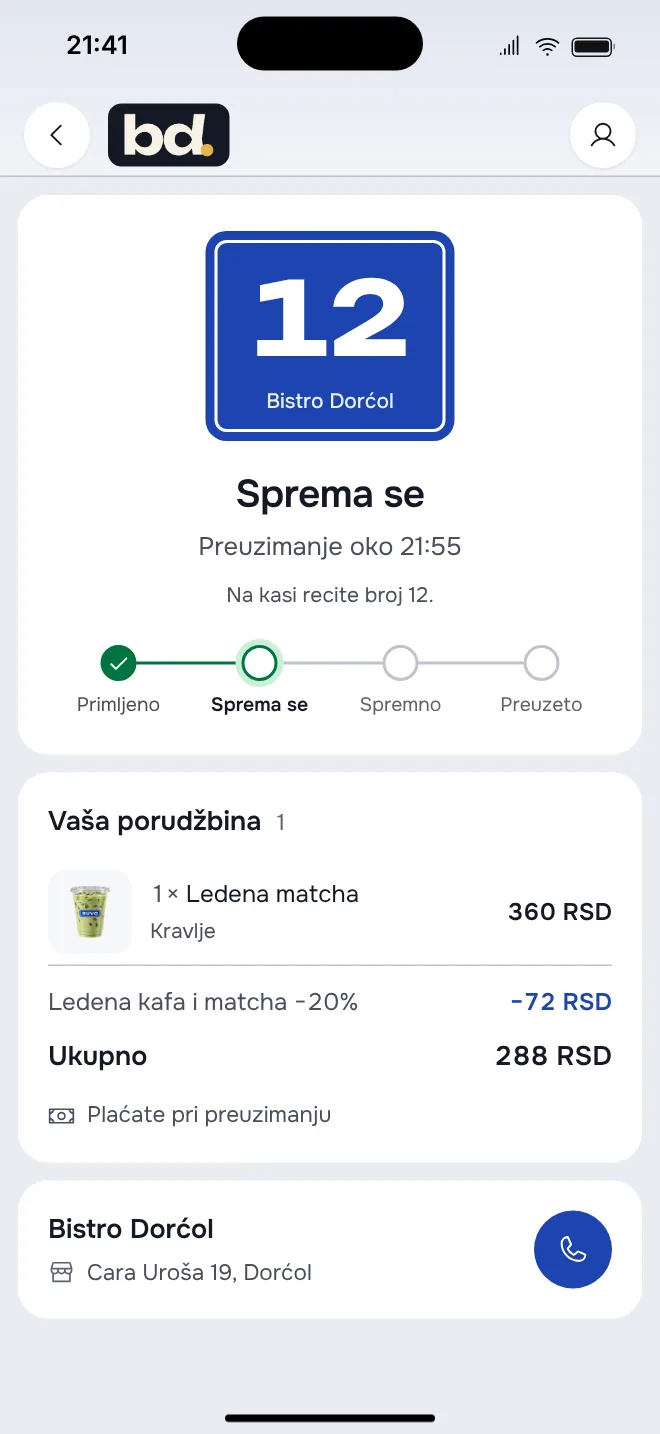 21:41
bd.
12
Bistro Dorćol
Sprema se
Preuzimanje oko 21:55
Na kasi recite broj 12.
Primljeno
Sprema se
Spremno
Preuzeto
Vaša porudžbina 1
1 × Ledena matcha
360 RSD
Kravlje
Ledena kafa i matcha −20%
−72 RSD
Ukupno
288 RSD
Plaćate pri preuzimanju
Bistro Dorćol
Cara Uroša 19, Dorćol